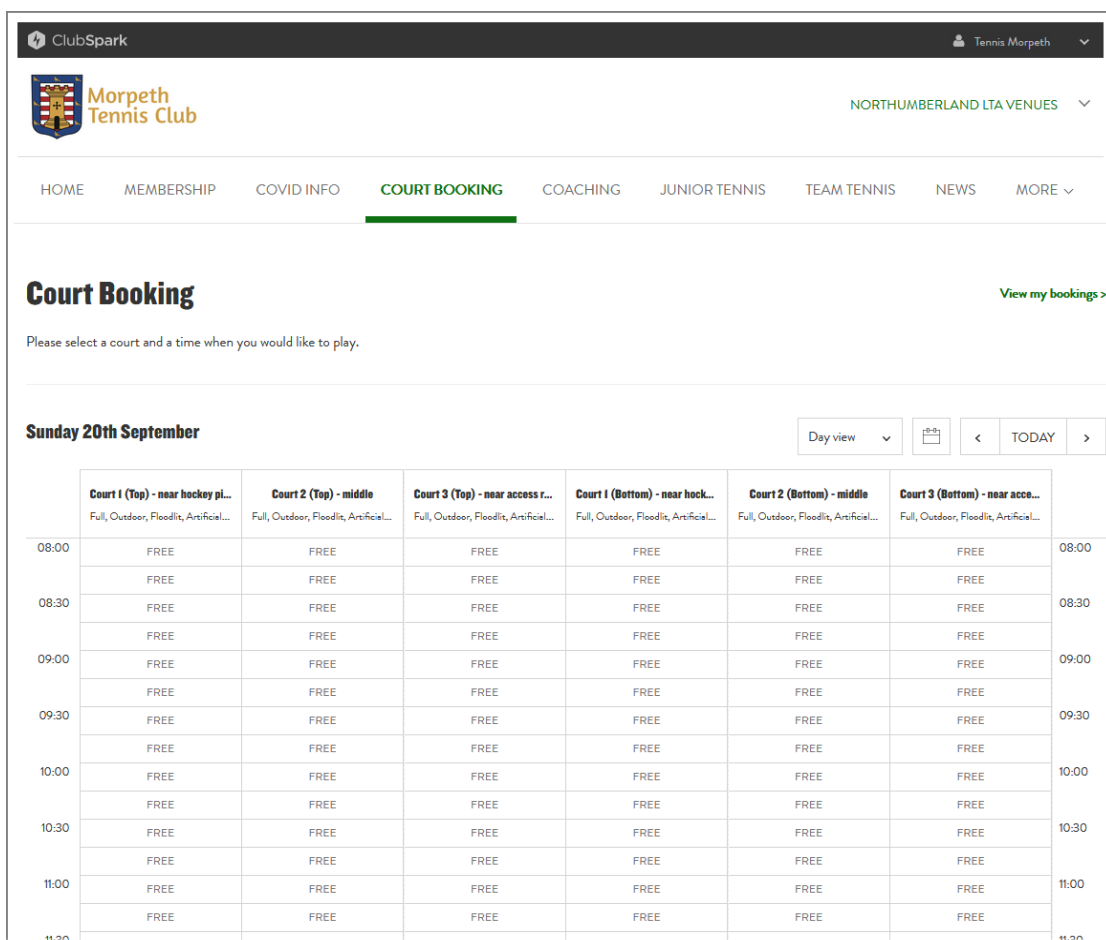 ClubSpark
Tennis Morpeth
Morpeth
Tennis Club
NORTHUMBERLAND LTA VENUES
HOME MEMBERSHIP COVID INFO COURT BOOKING COACHING JUNIOR TENNIS TEAM TENNIS NEWS MORE
Court Booking
View my bookings >
Please select a court and a time when you would like to play.
Sunday 20th September
Day view
< TODAY >
Court 1 (Top) - near hockey pi... Court 2 (Top) - middle Court 3 (Top) - near access r... Court 1 (Bottom) - near hock... Court 2 (Bottom) - middle Court 3 (Bottom) - near acce...
Full, Outdoor, Floodlit, Artificial... Full, Outdoor, Floodlit, Artificial... Full, Outdoor, Floodlit, Artificial... Full, Outdoor, Floodlit, Artificial... Full, Outdoor, Floodlit, Artificial... Full, Outdoor, Floodlit, Artificial...
08:00 FREE FREE FREE FREE FREE FREE 08:00
FREE FREE FREE FREE FREE FREE
08:30 FREE FREE FREE FREE FREE FREE 08:30
FREE FREE FREE FREE FREE FREE
09:00 FREE FREE FREE FREE FREE FREE 09:00
FREE FREE FREE FREE FREE FREE
09:30 FREE FREE FREE FREE FREE FREE 09:30
FREE FREE FREE FREE FREE FREE
10:00 FREE FREE FREE FREE FREE FREE 10:00
FREE FREE FREE FREE FREE FREE
10:30 FREE FREE FREE FREE FREE FREE 10:30
FREE FREE FREE FREE FREE FREE
11:00 FREE FREE FREE FREE FREE FREE 11:00
FREE FREE FREE FREE FREE FREE
11:30 11:30